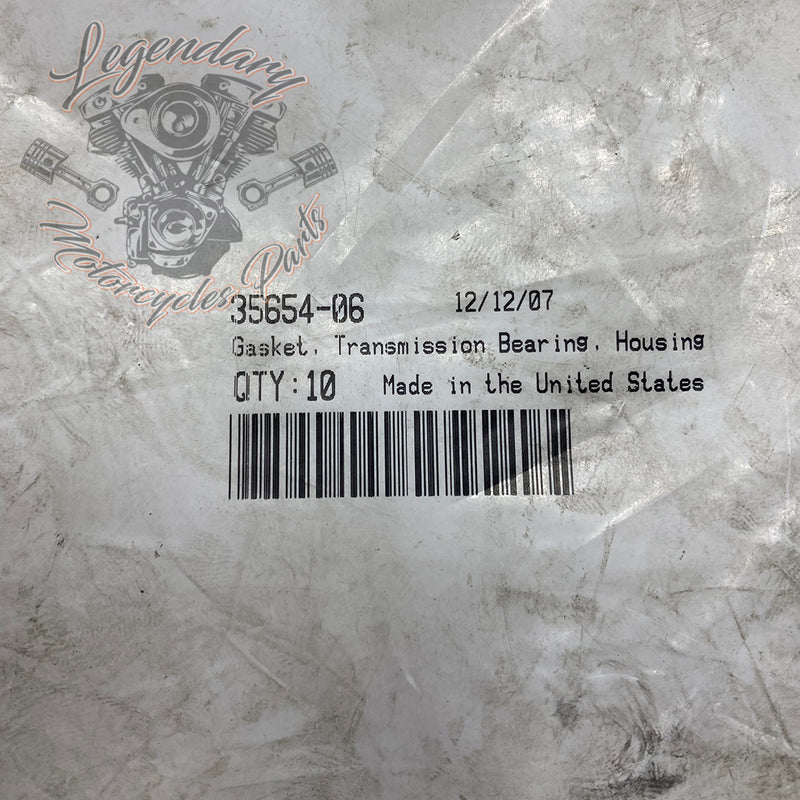 Legendary
Motorcycles Parts
35654-06 12/12/07
Gasket, Transmission Bearing, Housing
QTY:10 Made in the United States